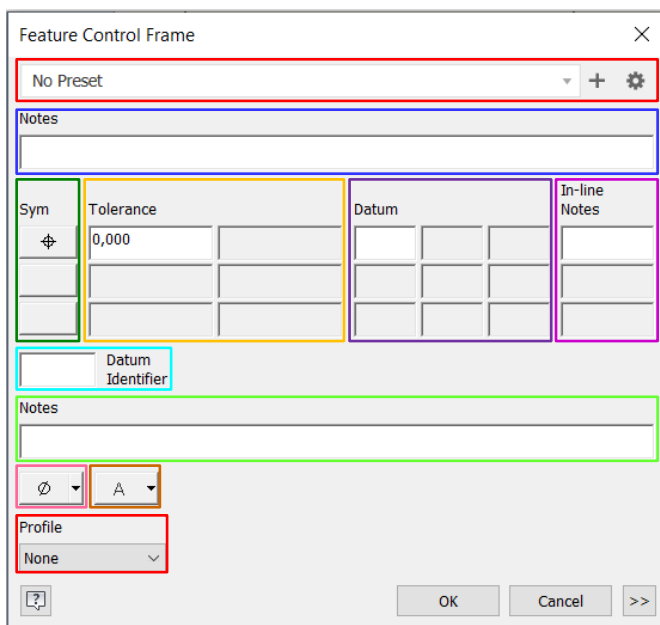 Feature Control Frame
No Preset
Notes
Sym Tolerance Datum In-line Notes
0,000
Datum
Identifier
Notes
Ø A
Profile
None
? OK Cancel >>